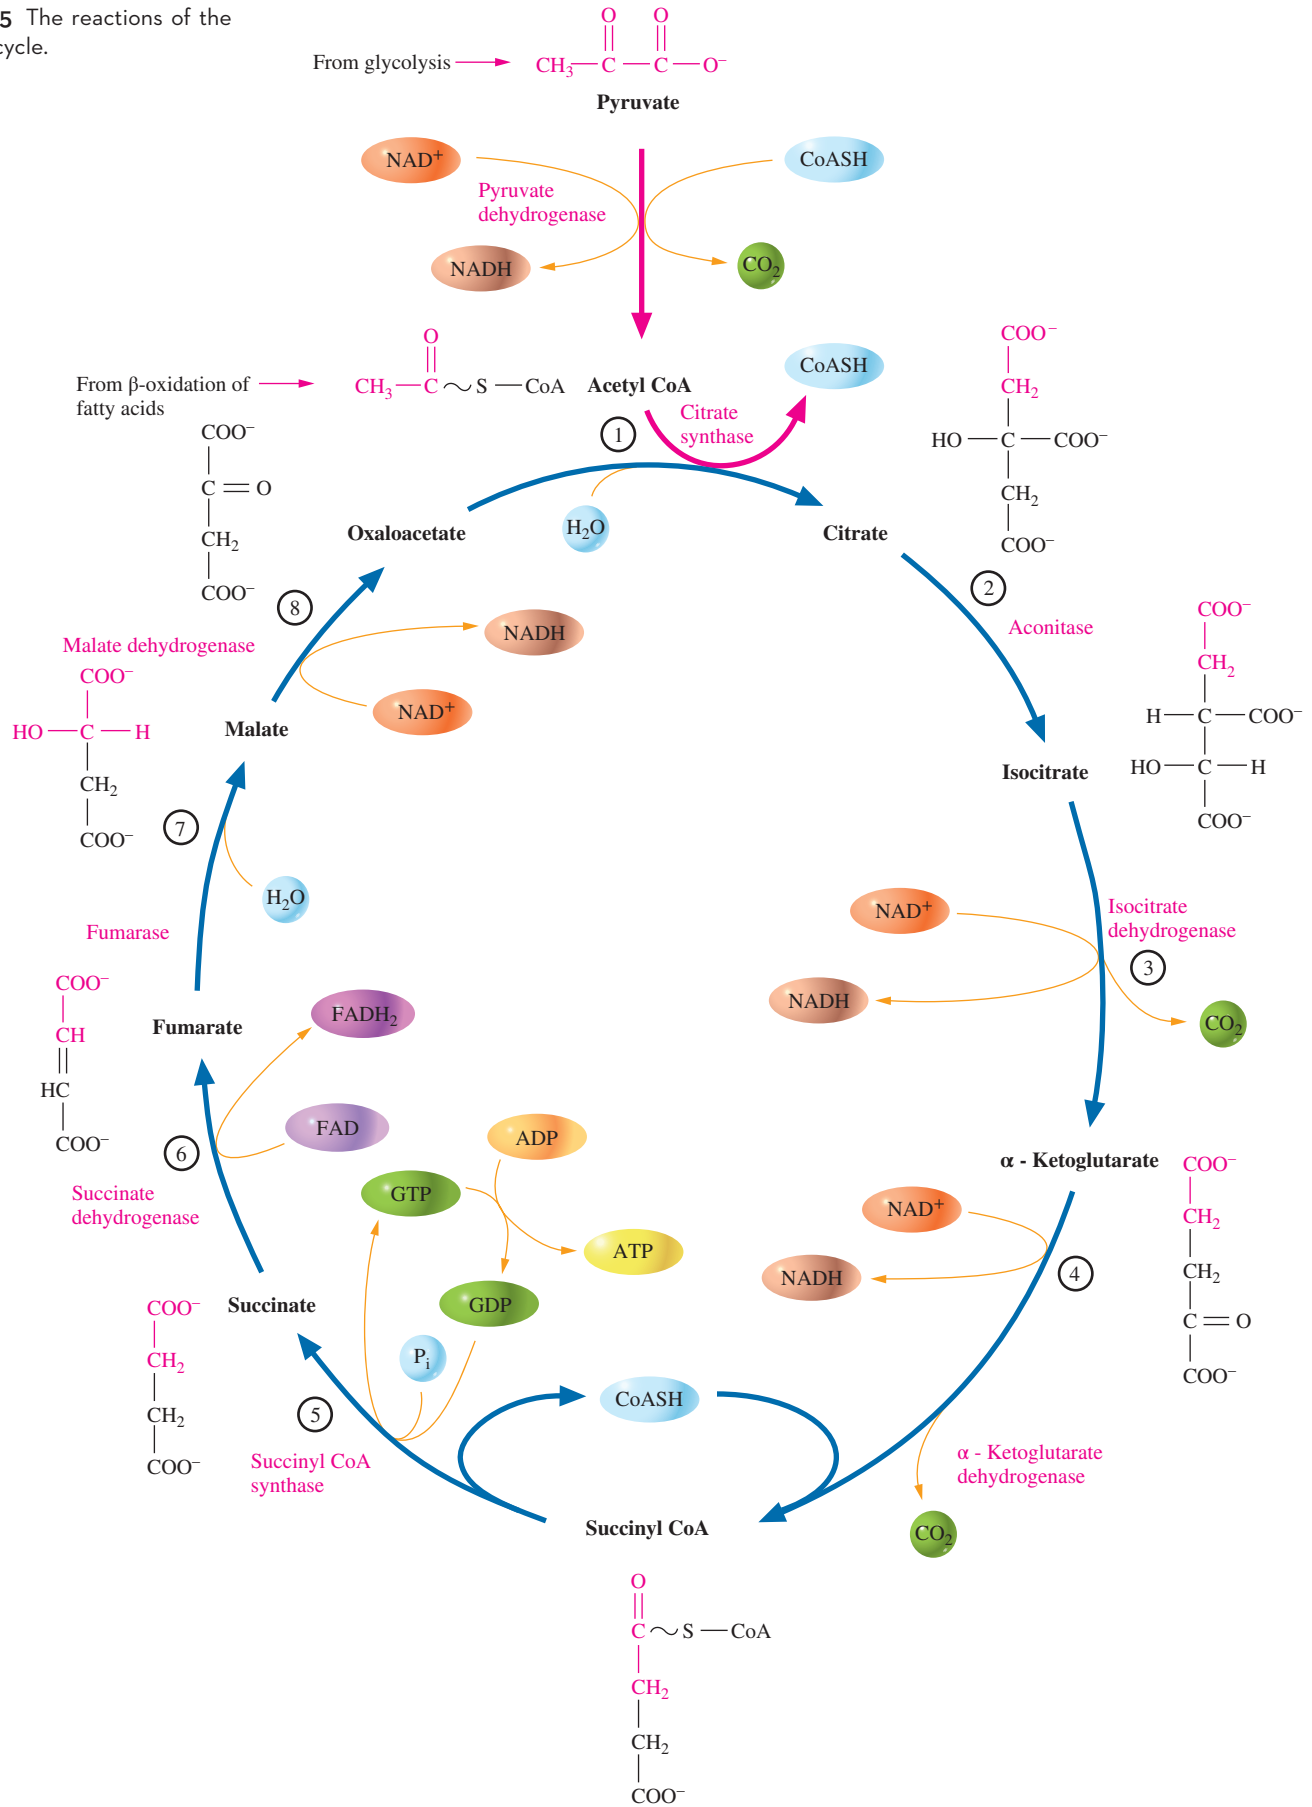 5 The reactions of the
cycle.
From glycolysis
O O
CH₃—C—C—O⁻
Pyruvate
NAD⁺
CoASH
Pyruvate
dehydrogenase
NADH
CO₂
From β-oxidation of
fatty acids
O
CH₃—C~S—CoA
Acetyl CoA
CoASH
Citrate
synthase
1
H₂O
COO⁻
C=O
CH₂
COO⁻
Oxaloacetate
Citrate
COO⁻
CH₂
HO—C—COO⁻
CH₂
COO⁻
2
Aconitase
COO⁻
CH₂
H—C—COO⁻
HO—C—H
COO⁻
Isocitrate
NAD⁺
Isocitrate
dehydrogenase
3
NADH
CO₂
α - Ketoglutarate
COO⁻
CH₂
CH₂
C=O
COO⁻
NAD⁺
NADH
4
α - Ketoglutarate
dehydrogenase
CO₂
CoASH
Succinyl CoA
O
C~S—CoA
CH₂
CH₂
COO⁻
5
Succinyl CoA
synthase
Pᵢ
GDP
GTP
ADP
ATP
Succinate
COO⁻
CH₂
CH₂
COO⁻
6
Succinate
dehydrogenase
FAD
FADH₂
Fumarate
COO⁻
CH
HC
COO⁻
Fumarase
7
H₂O
Malate
COO⁻
HO—C—H
CH₂
COO⁻
Malate dehydrogenase
8
NAD⁺
NADH